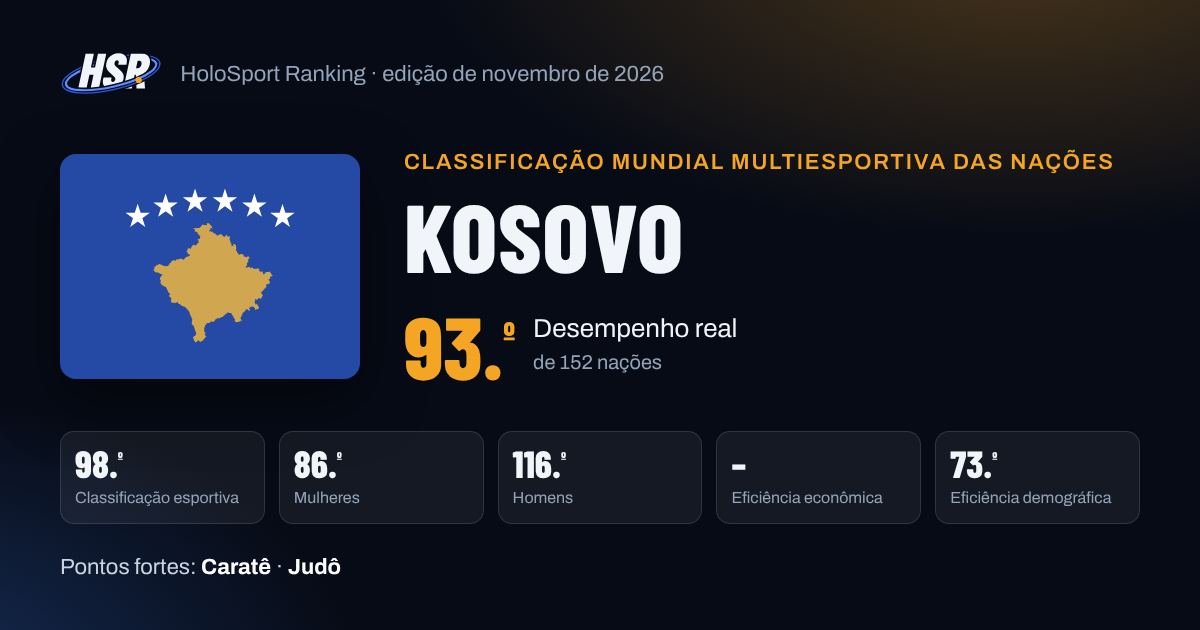 HSR
HoloSport Ranking · edição de novembro de 2026
CLASSIFICAÇÃO MUNDIAL MULTIESPORTIVA DAS NAÇÕES
KOSOVO
93.º Desempenho real
de 152 nações
98.º
Classificação esportiva
86.º
Mulheres
116.º
Homens
–
Eficiência econômica
73.º
Eficiência demográfica
Pontos fortes: Caratê · Judô